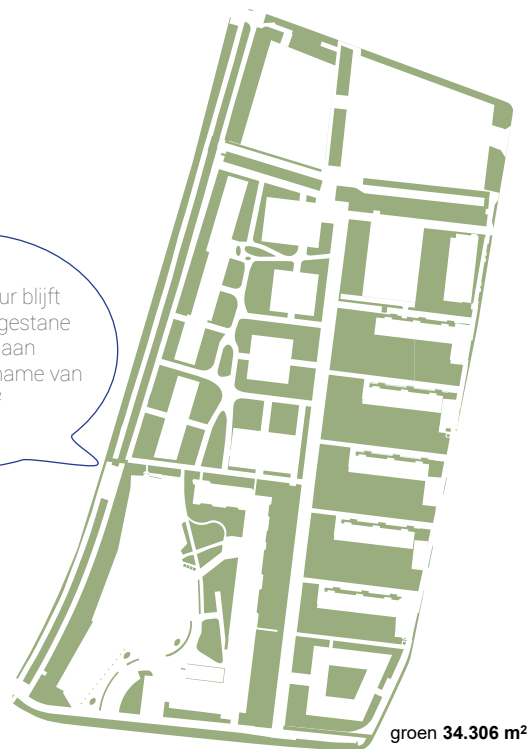 ur blijft
gestane
aan
name van
groen 34.306 m²